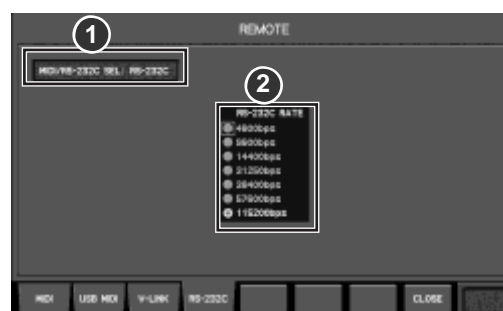 REMOTE
1
MIDI/RS-232C SEL: RS-232C
2
RS-232C RATE
4800bps
9600bps
14400bps
31250bps
38400bps
57600bps
115200bps
MIDI USB MIDI V-LINK RS-232C CLOSE